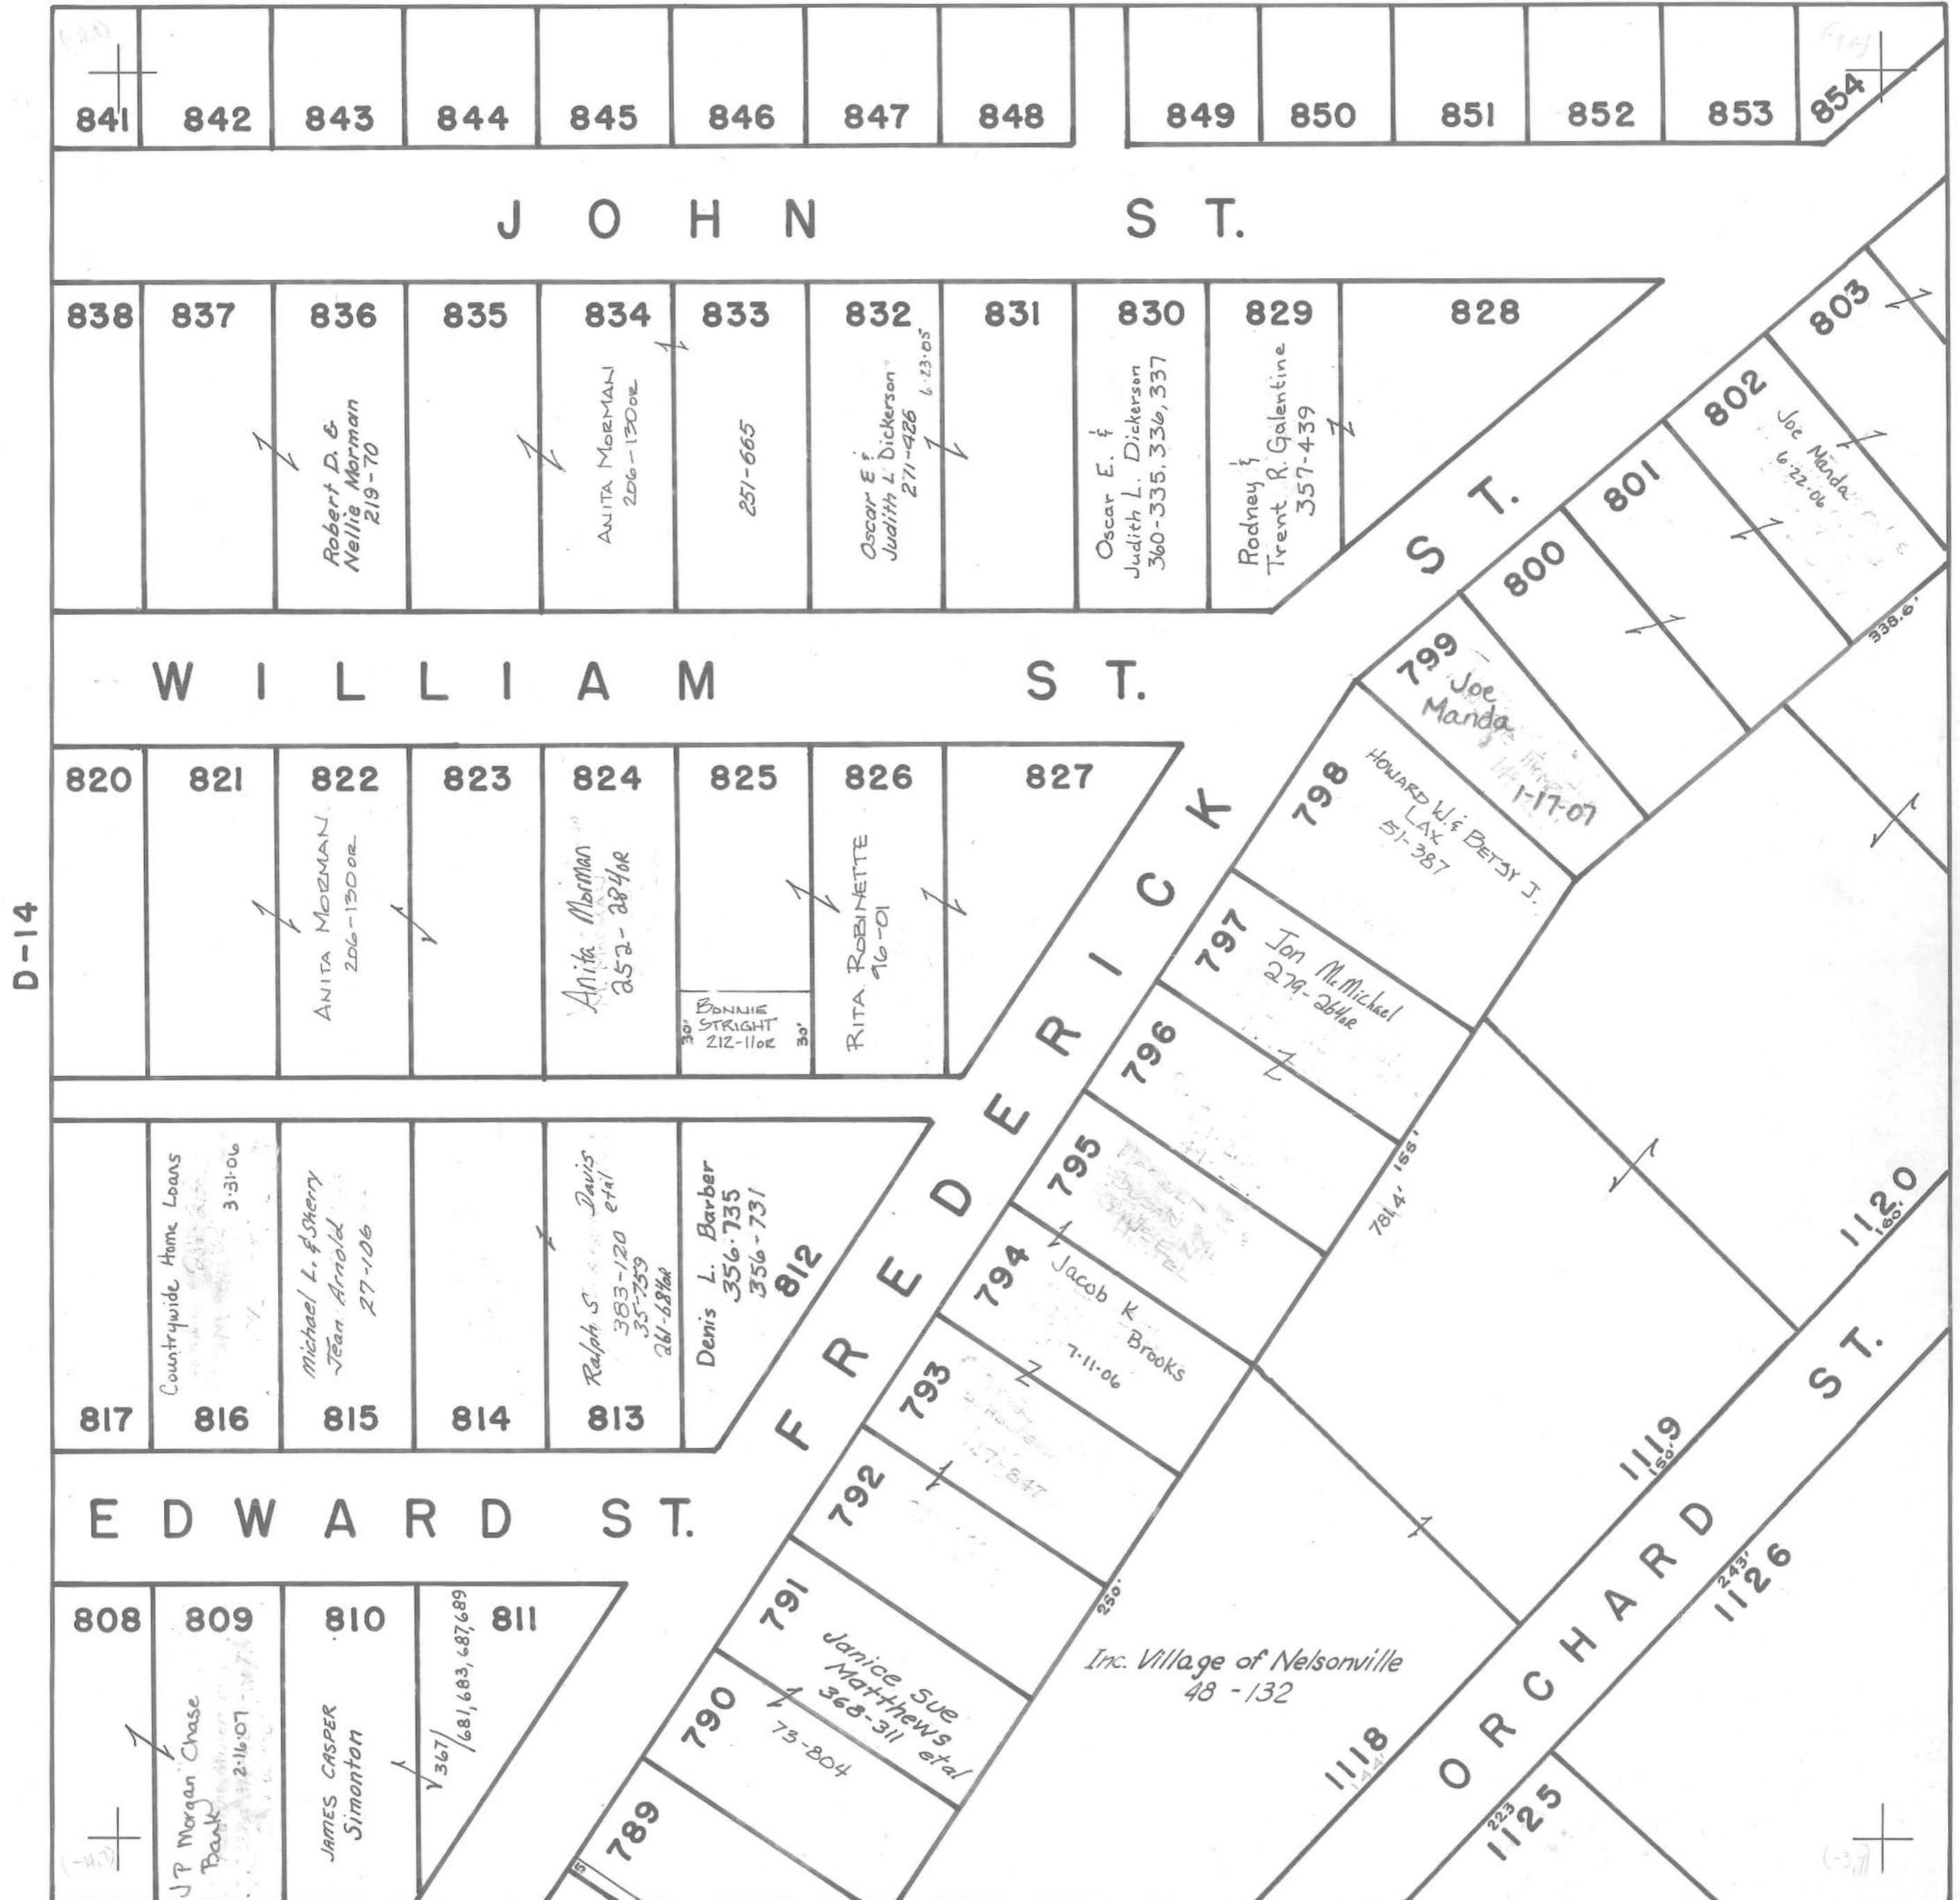 841 842 843 844 845 846 847 848 849 850 851 852 853 854
JOHN ST.
838 837 836 835 834 833 832 831 830 829 828
Robert D. &
Nellie Morman
219-70
ANITA MORMAN
206-130OR
251-665
Oscar E &
Judith L Dickerson
271-426
6-23-05
Oscar E. &
Judith L. Dickerson
360-335, 336, 337
Rodney &
Trent R. Galentine
357-439
803
802
Joe Manda
6-22-06
801
800
799
Joe
Manda
1-17-07
338.6'
WILLIAM ST.
820 821 822 823 824 825 826 827
ANITA MORMAN
206-130OR
Anita Morman
252-284OR
BONNIE
STRIGHT
212-11OR
30' 30'
RITA ROBINETTE
96-01
D-14
FREDERICK ST.
798
HOWARD W. & BETSY J.
LAX
51-387
797
Jon McMichael
279-264OR
796
795
794
Jacob K
Brooks
7-11-06
793
127-847
792
791
Janice Sue
Matthews
368-311 etal
790
73-804
789
15
155'
781.4'
250'
Countrywide Home Loans
3-31-06
Michael L. & Sherry
Jean Arnold
27-106
Ralph S Davis
etal
383-120
35-759
261-684OR
Denis L. Barber
356-735
356-731
812
817 816 815 814 813
EDWARD ST.
808 809 810 811
J P Morgan Chase
Bank
2-16-07
JAMES CASPER
Simonton
367/681, 683, 687, 689
1120
160'
1119
150'
1118
144'
Inc. Village of Nelsonville
48-132
ORCHARD ST.
243'
1126
223
1125
(-3,7)